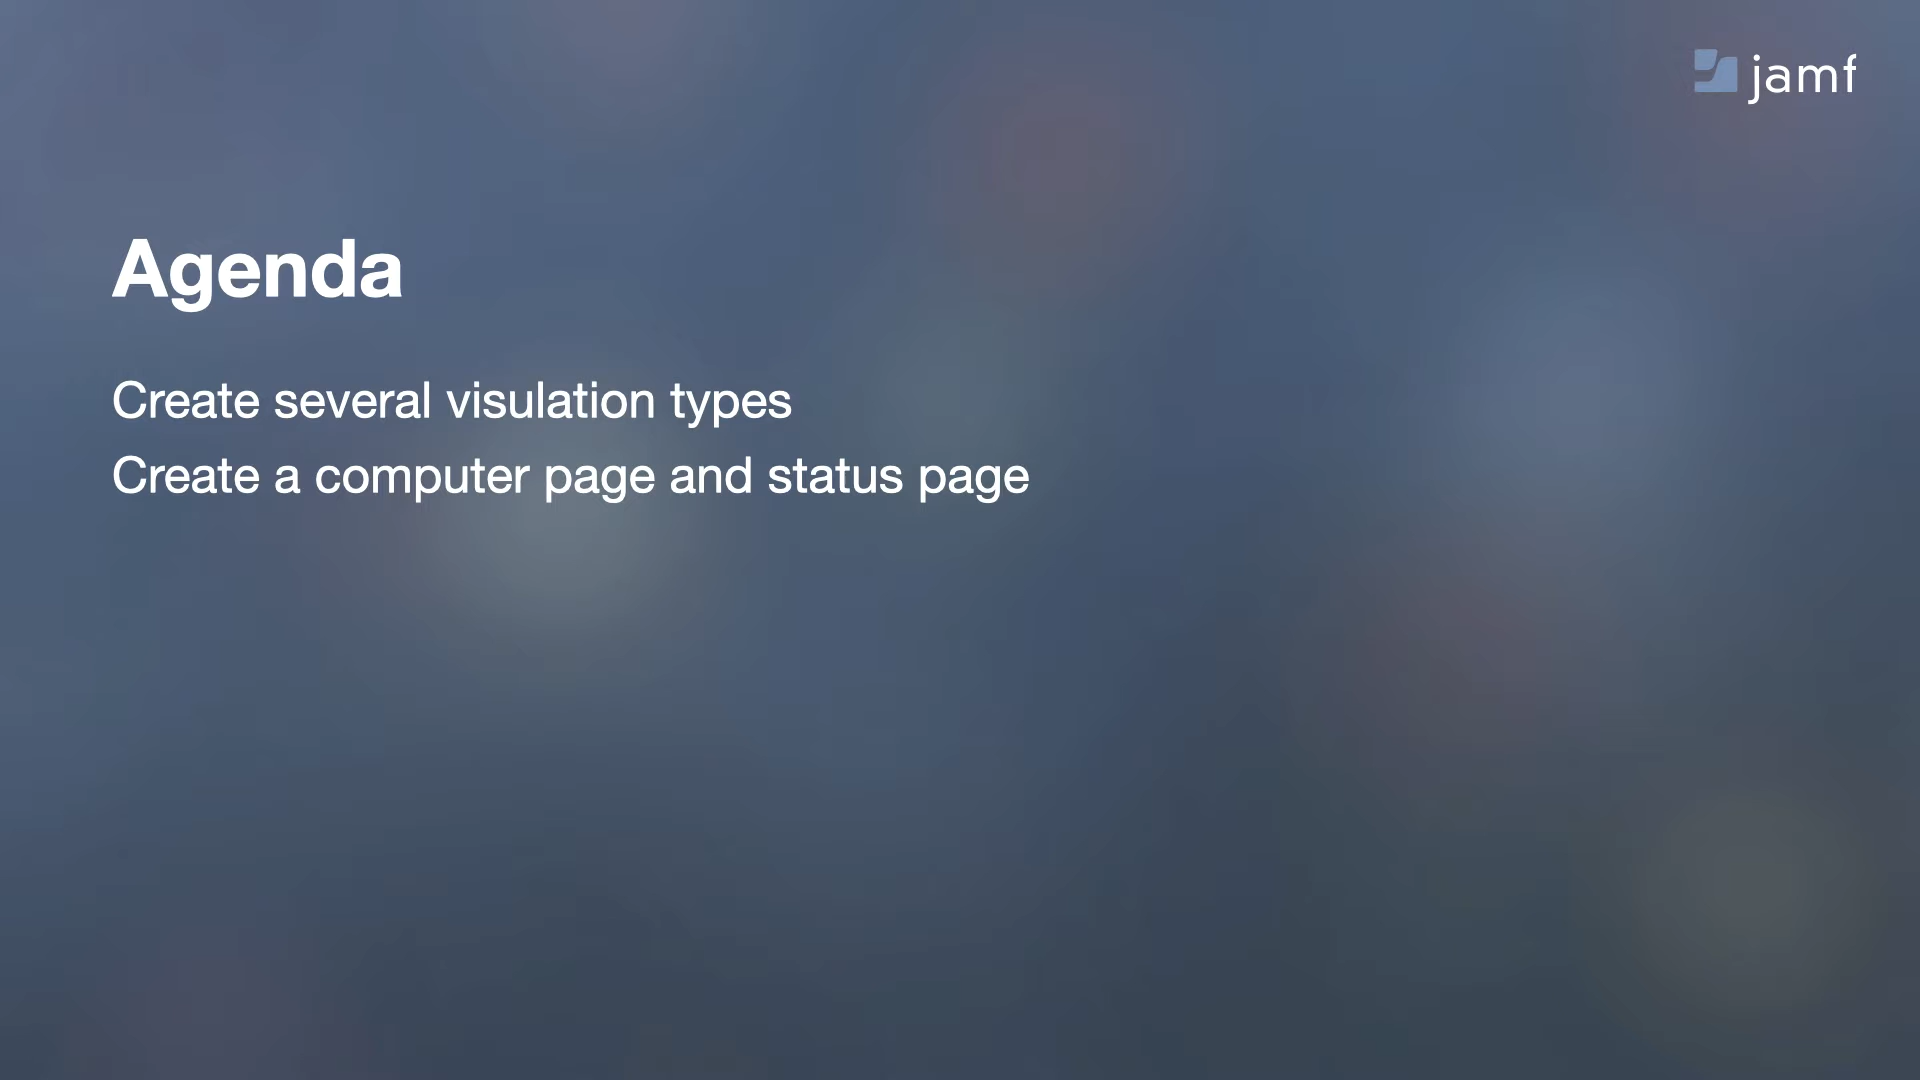 jamf
Agenda
Create several visulation types
Create a computer page and status page